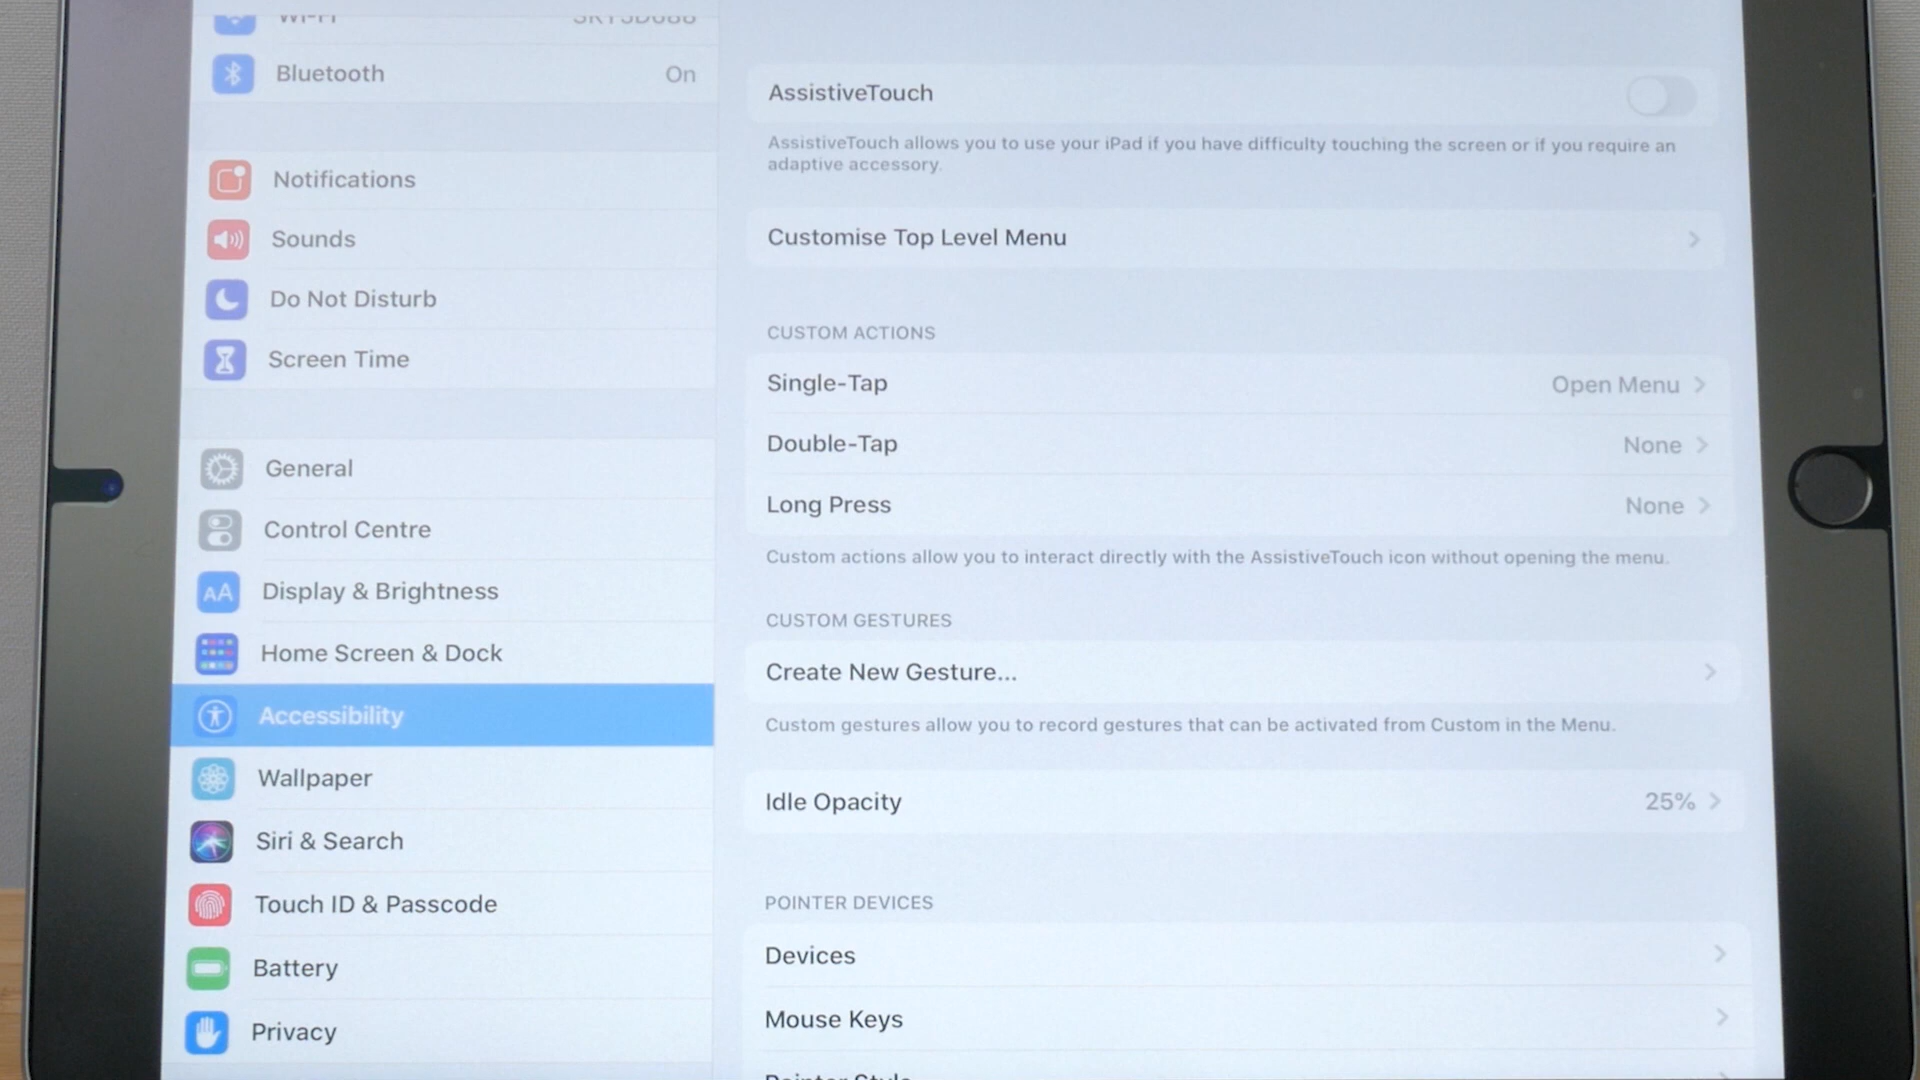 Wi-Fi
Bluetooth On
Notifications
Sounds
Do Not Disturb
Screen Time
General
Control Centre
AA Display & Brightness
Home Screen & Dock
Accessibility
Wallpaper
Siri & Search
Touch ID & Passcode
Battery
Privacy
AssistiveTouch
AssistiveTouch allows you to use your iPad if you have difficulty touching the screen or if you require an
adaptive accessory.
Customise Top Level Menu
CUSTOM ACTIONS
Single-Tap Open Menu
Double-Tap None
Long Press None
Custom actions allow you to interact directly with the AssistiveTouch icon without opening the menu.
CUSTOM GESTURES
Create New Gesture...
Custom gestures allow you to record gestures that can be activated from Custom in the Menu.
Idle Opacity 25%
POINTER DEVICES
Devices
Mouse Keys
Pointer Style